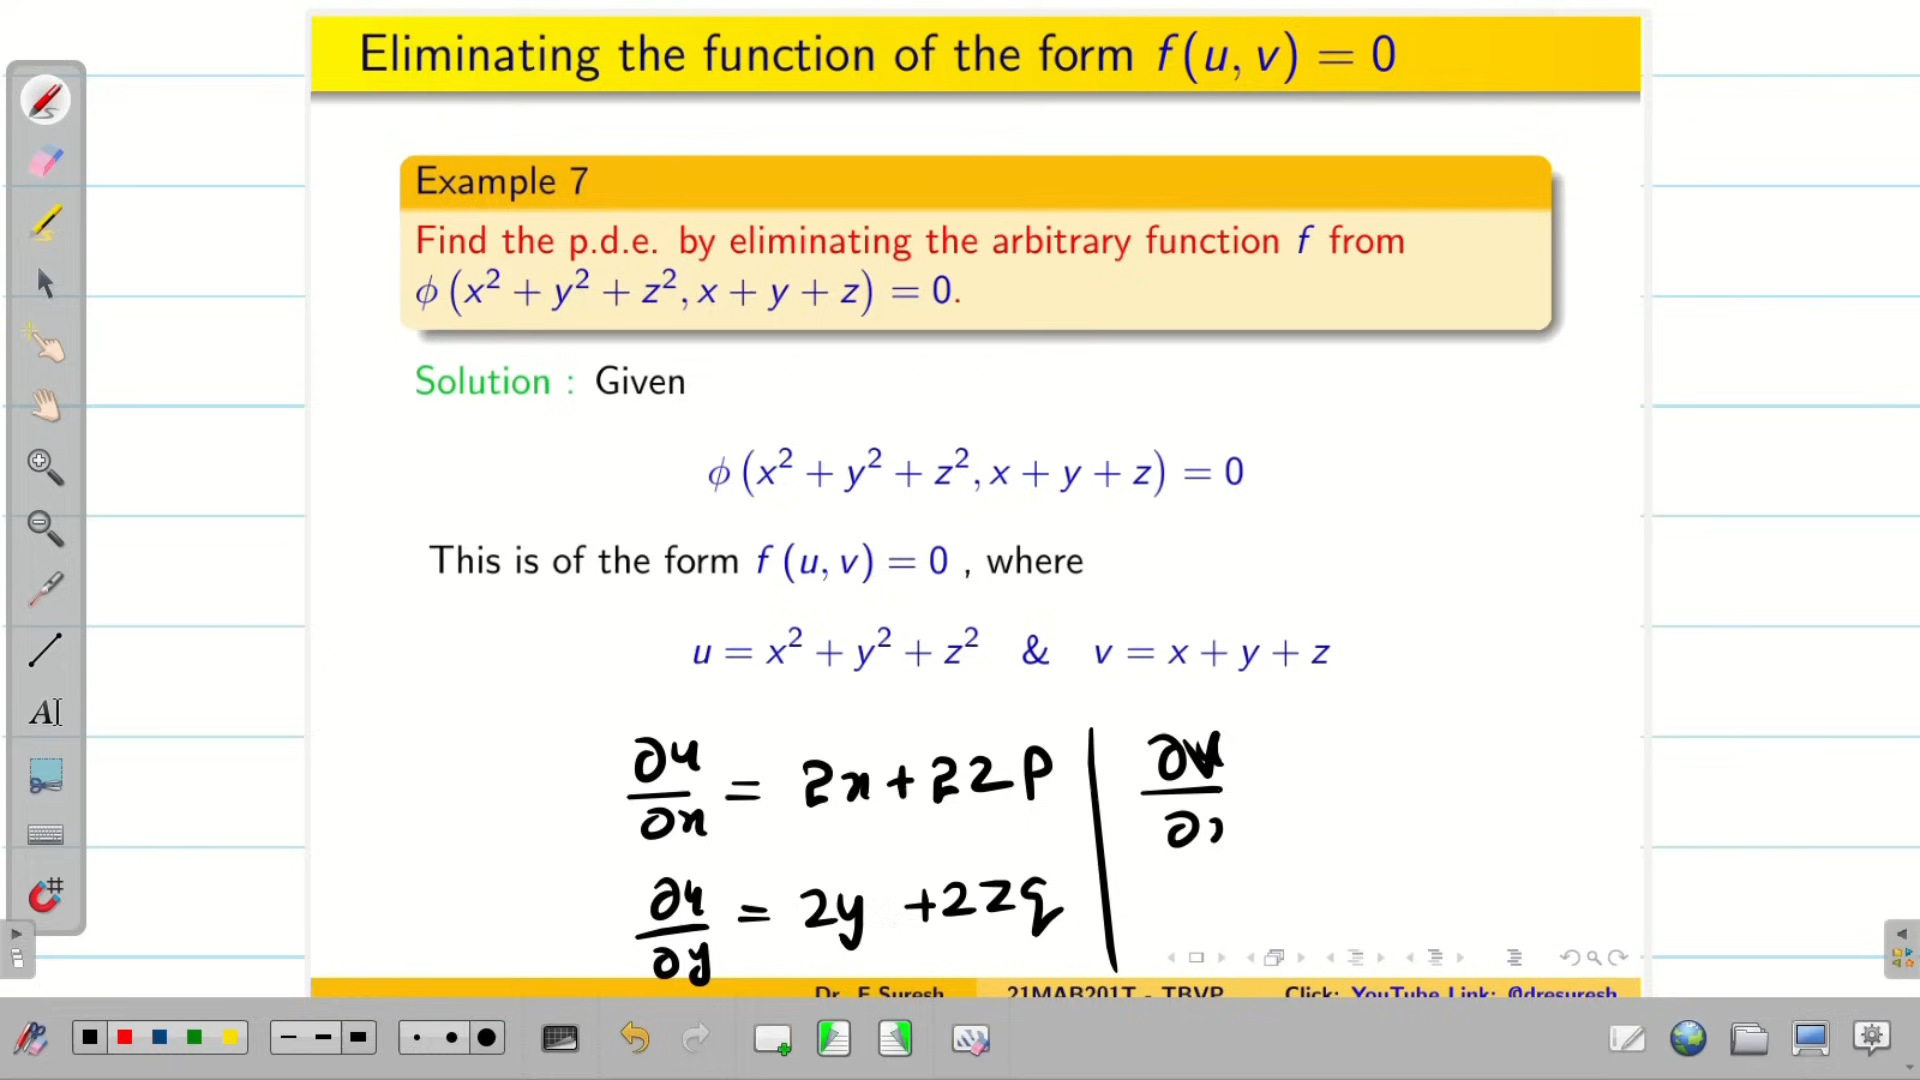 Eliminating the function of the form f(u, v) = 0
Example 7
Find the p.d.e. by eliminating the arbitrary function f from
ϕ (x² + y² + z², x + y + z) = 0.
Solution : Given
ϕ (x² + y² + z², x + y + z) = 0
This is of the form f (u, v) = 0 , where
u = x² + y² + z² & v = x + y + z
∂u/∂x = 2x + 2zp | ∂v/∂
∂u/∂y = 2y + 2zq
Dr. E Suresh 21MAB201T - TBVP Click: YouTube Link: @dresuresh